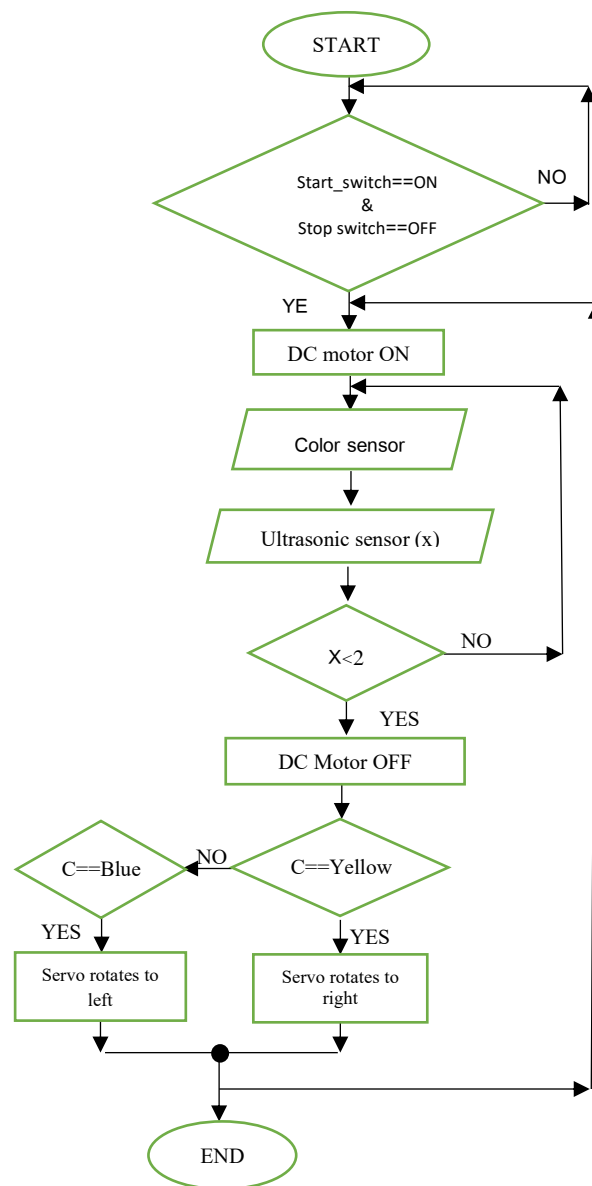 START
Start_switch==ON
&
Stop switch==OFF
NO
YE
DC motor ON
Color sensor
Ultrasonic sensor (x)
X<2
NO
YES
DC Motor OFF
C==Yellow
NO
C==Blue
YES
YES
Servo rotates to
left
Servo rotates to
right
END